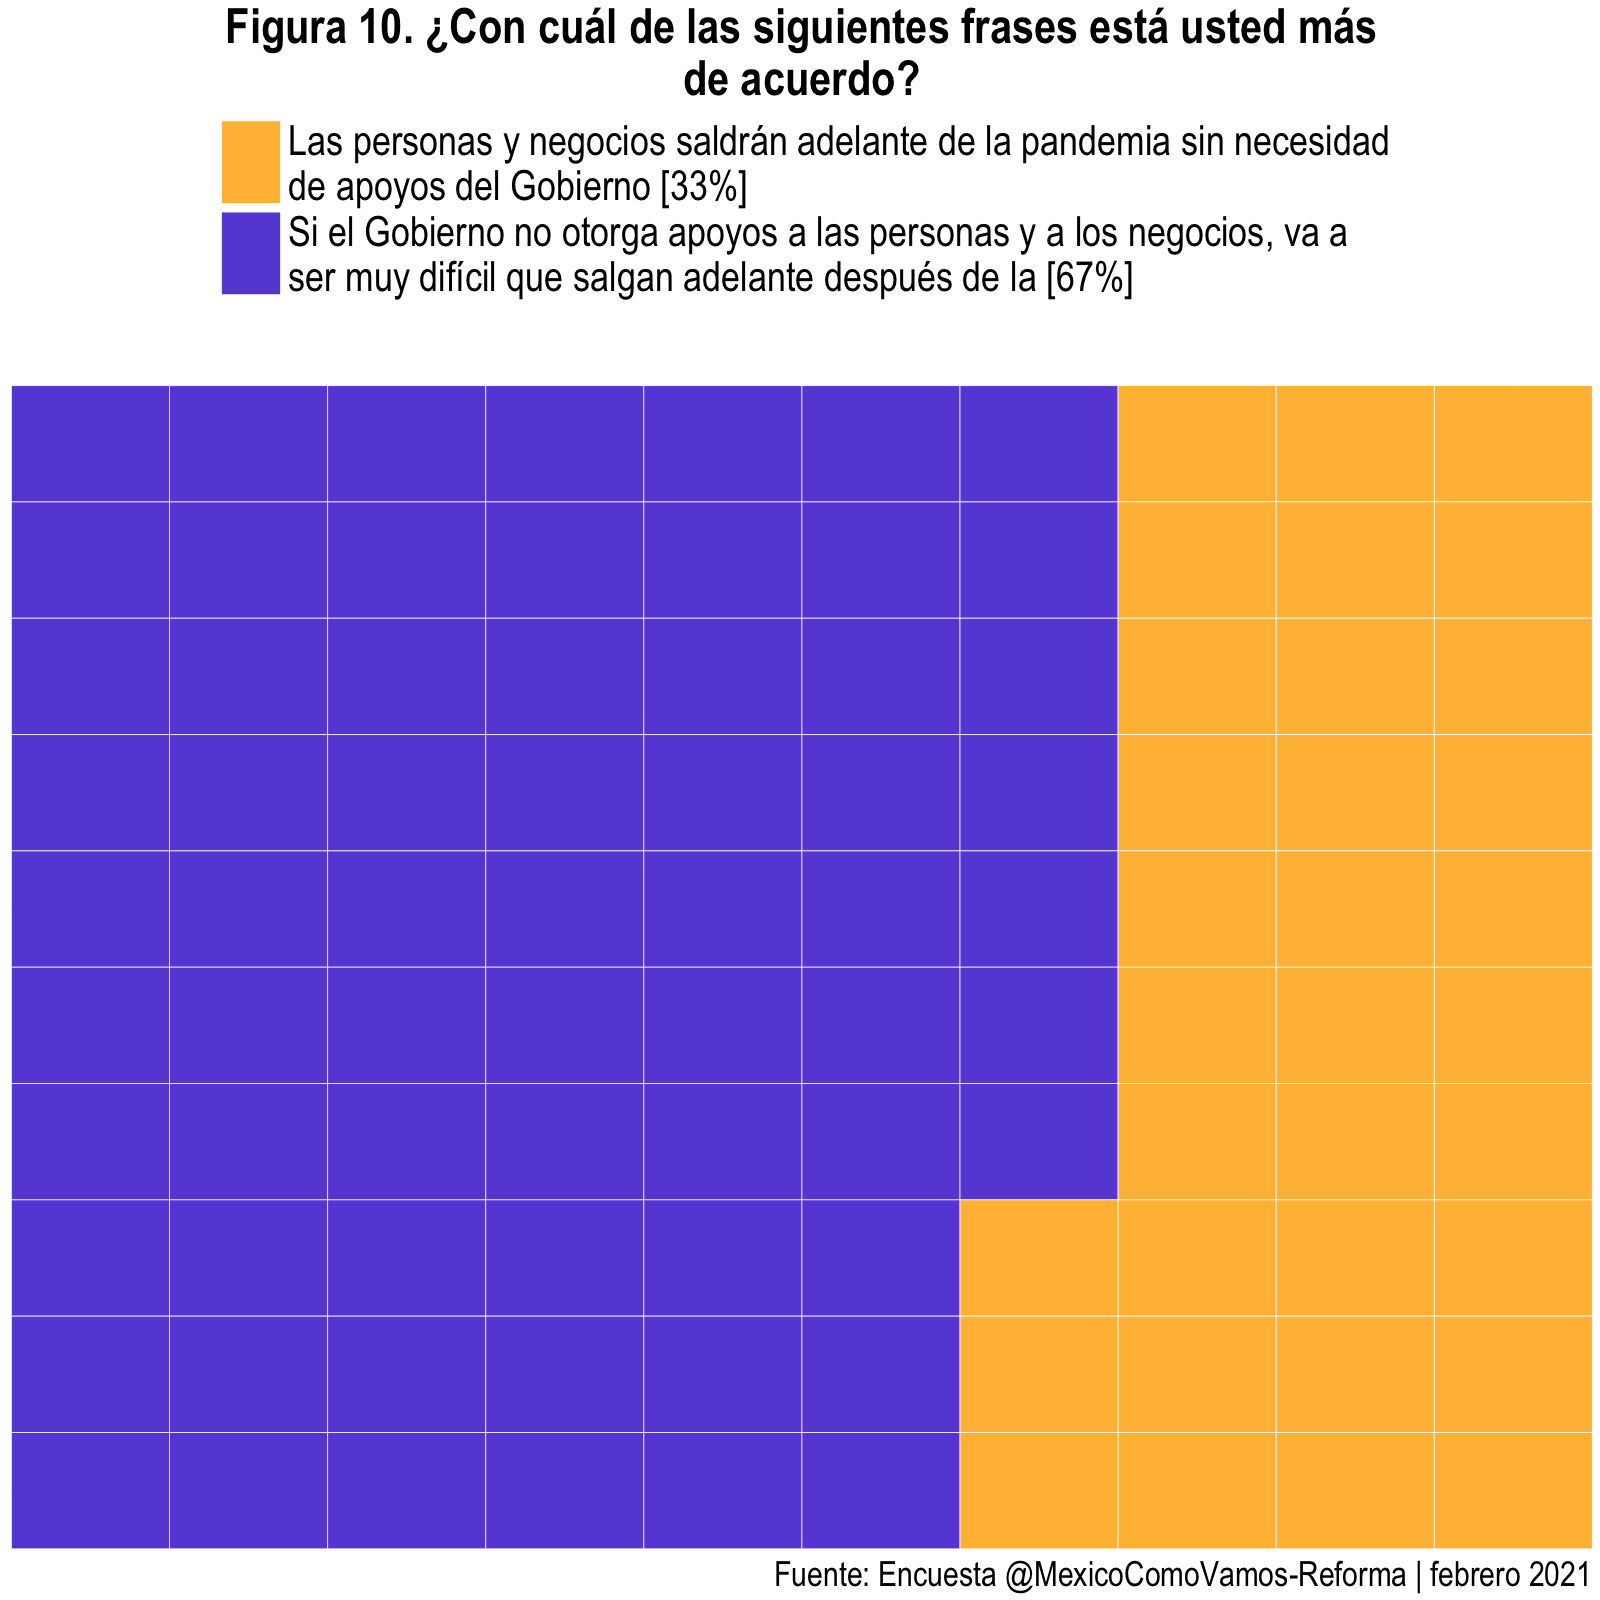 Figura 10. ¿Con cuál de las siguientes frases está usted más
de acuerdo?
Las personas y negocios saldrán adelante de la pandemia sin necesidad
de apoyos del Gobierno [33%]
Si el Gobierno no otorga apoyos a las personas y a los negocios, va a
ser muy difícil que salgan adelante después de la [67%]
Fuente: Encuesta @MexicoComoVamos-Reforma | febrero 2021